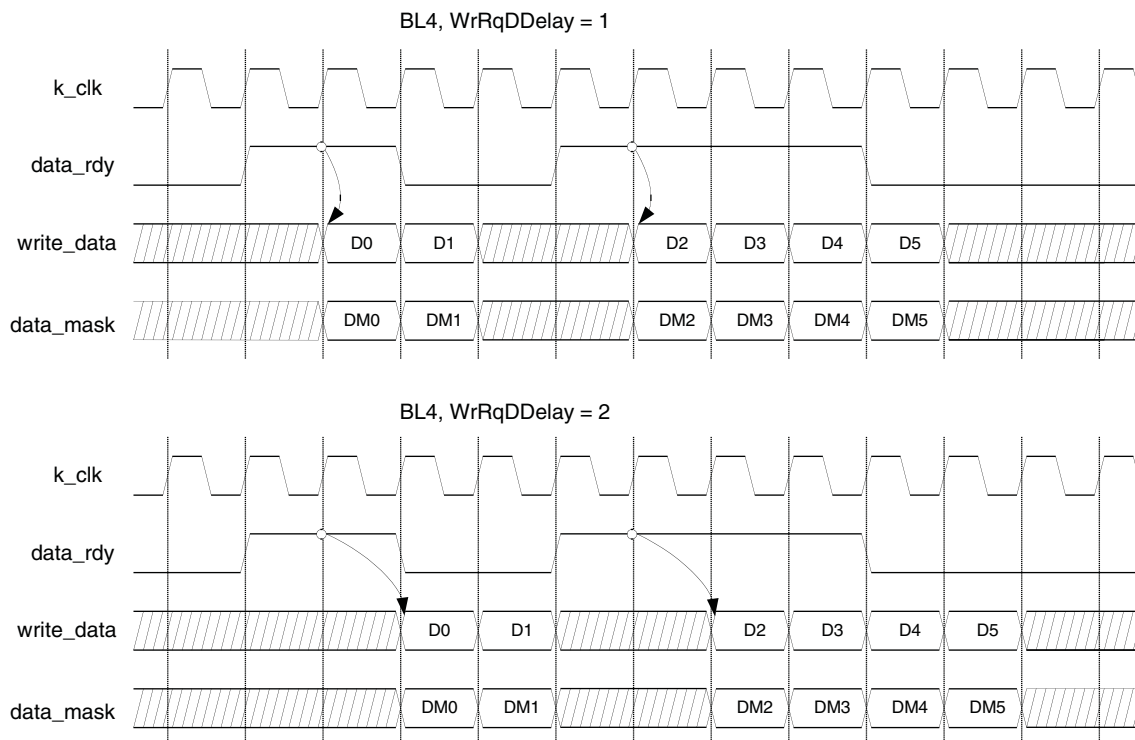 BL4, WrRqDDelay = 1
k_clk
data_rdy
write_data D0 D1 D2 D3 D4 D5
data_mask DM0 DM1 DM2 DM3 DM4 DM5
BL4, WrRqDDelay = 2
k_clk
data_rdy
write_data D0 D1 D2 D3 D4 D5
data_mask DM0 DM1 DM2 DM3 DM4 DM5